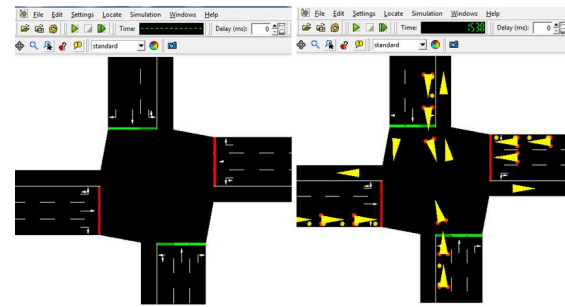 File Edit Settings Locate Simulation Windows Help
Time: Delay (ms): 0
standard
File Edit Settings Locate Simulation Windows Help
Time: 1538 Delay (ms): 0
standard